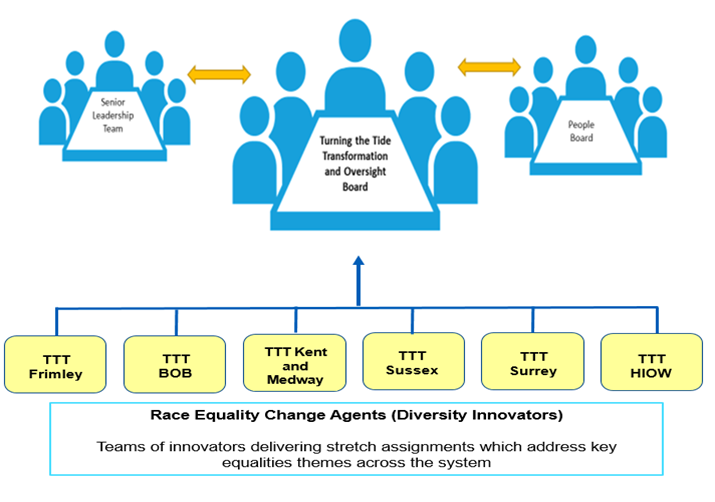 Senior
Leadership
Team
Turning the Tide
Transformation
and Oversight
Board
People
Board
TTT
Frimley
TTT
BOB
TTT Kent
and
Medway
TTT
Sussex
TTT
Surrey
TTT
HIOW
Race Equality Change Agents (Diversity Innovators)
Teams of innovators delivering stretch assignments which address key
equalities themes across the system